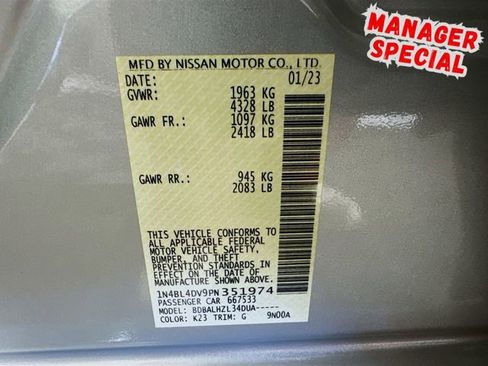 MANAGER
SPECIAL
MFD BY NISSAN MOTOR CO., LTD.
DATE: 01/23
GVWR: 1963 KG
4328 LB
GAWR FR.: 1097 KG
2418 LB
GAWR RR.: 945 KG
2083 LB
THIS VEHICLE CONFORMS TO
ALL APPLICABLE FEDERAL
MOTOR VEHICLE SAFETY,
BUMPER, AND THEFT
PREVENTION STANDARDS IN
EFFECT ON THE DATE OF
MANUFACTURE SHOWN ABOVE.
1N4BL4DV9PN351974
PASSENGER CAR 667533
MODEL: BDBALHZL34DUA-----
COLOR: K23 TRIM: G 9N00A